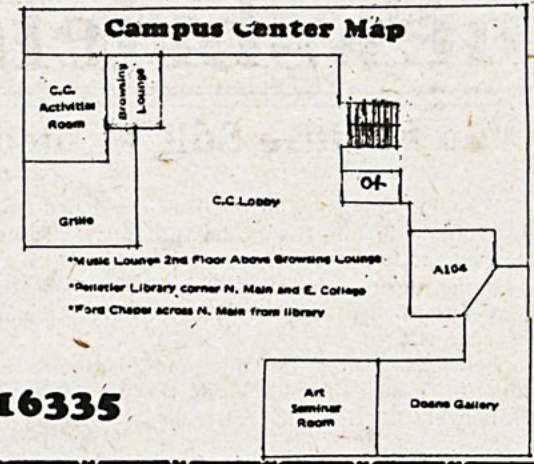 Campus Center Map
C.C.
Activities
Room
Browsing
Lounge
Grille
C.C. Lobby
A104
*Music Lounge 2nd Floor Above Browsing Lounge
*Pelletier Library corner N. Main and E. College
*Ford Chapel across N. Main from library
16335
Art
Seminar
Room
Doane Gallery